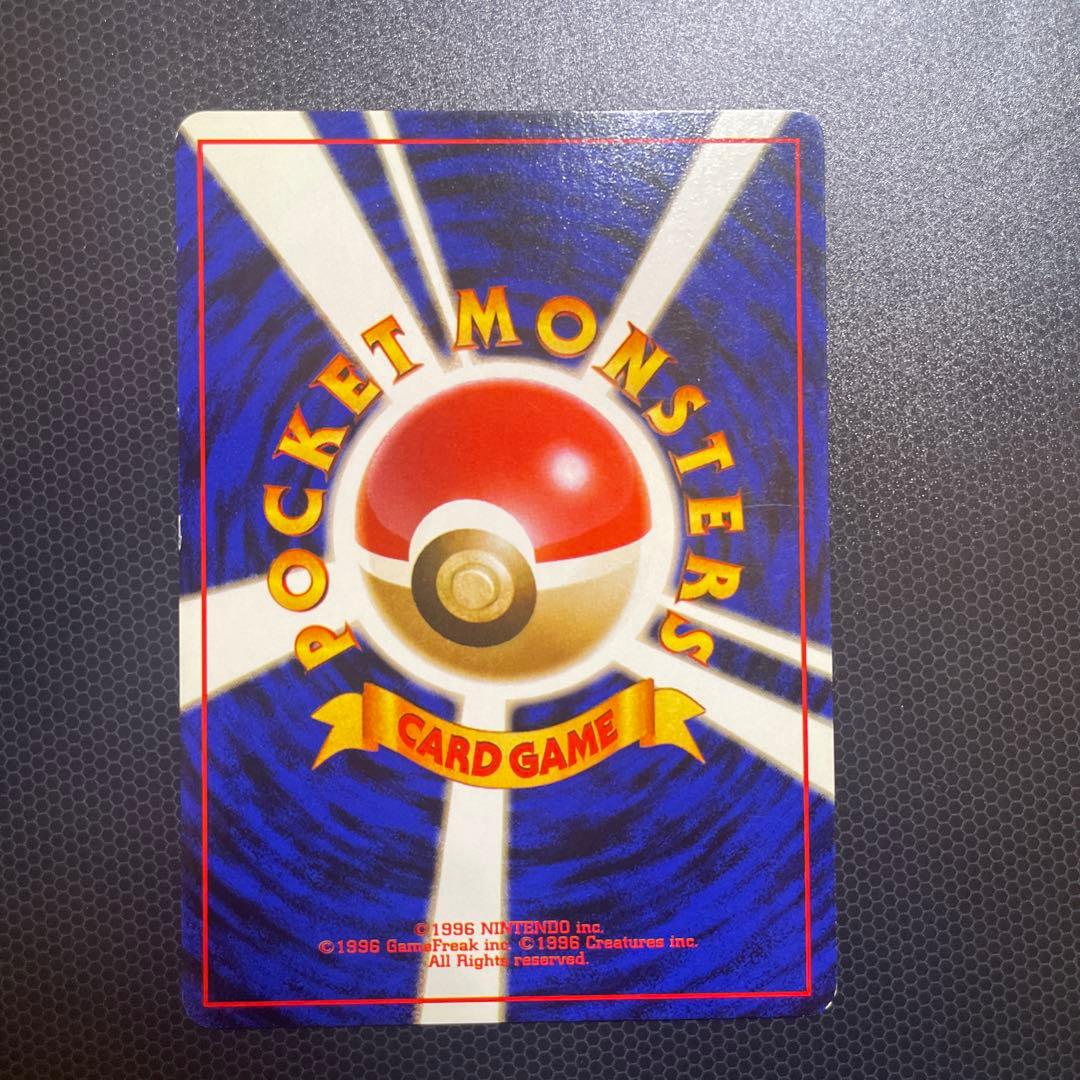 POCKET MONSTERS
CARD GAME
©1996 NINTENDO inc.
©1996 GameFreak inc. ©1996 Creatures inc.
All Rights reserved.